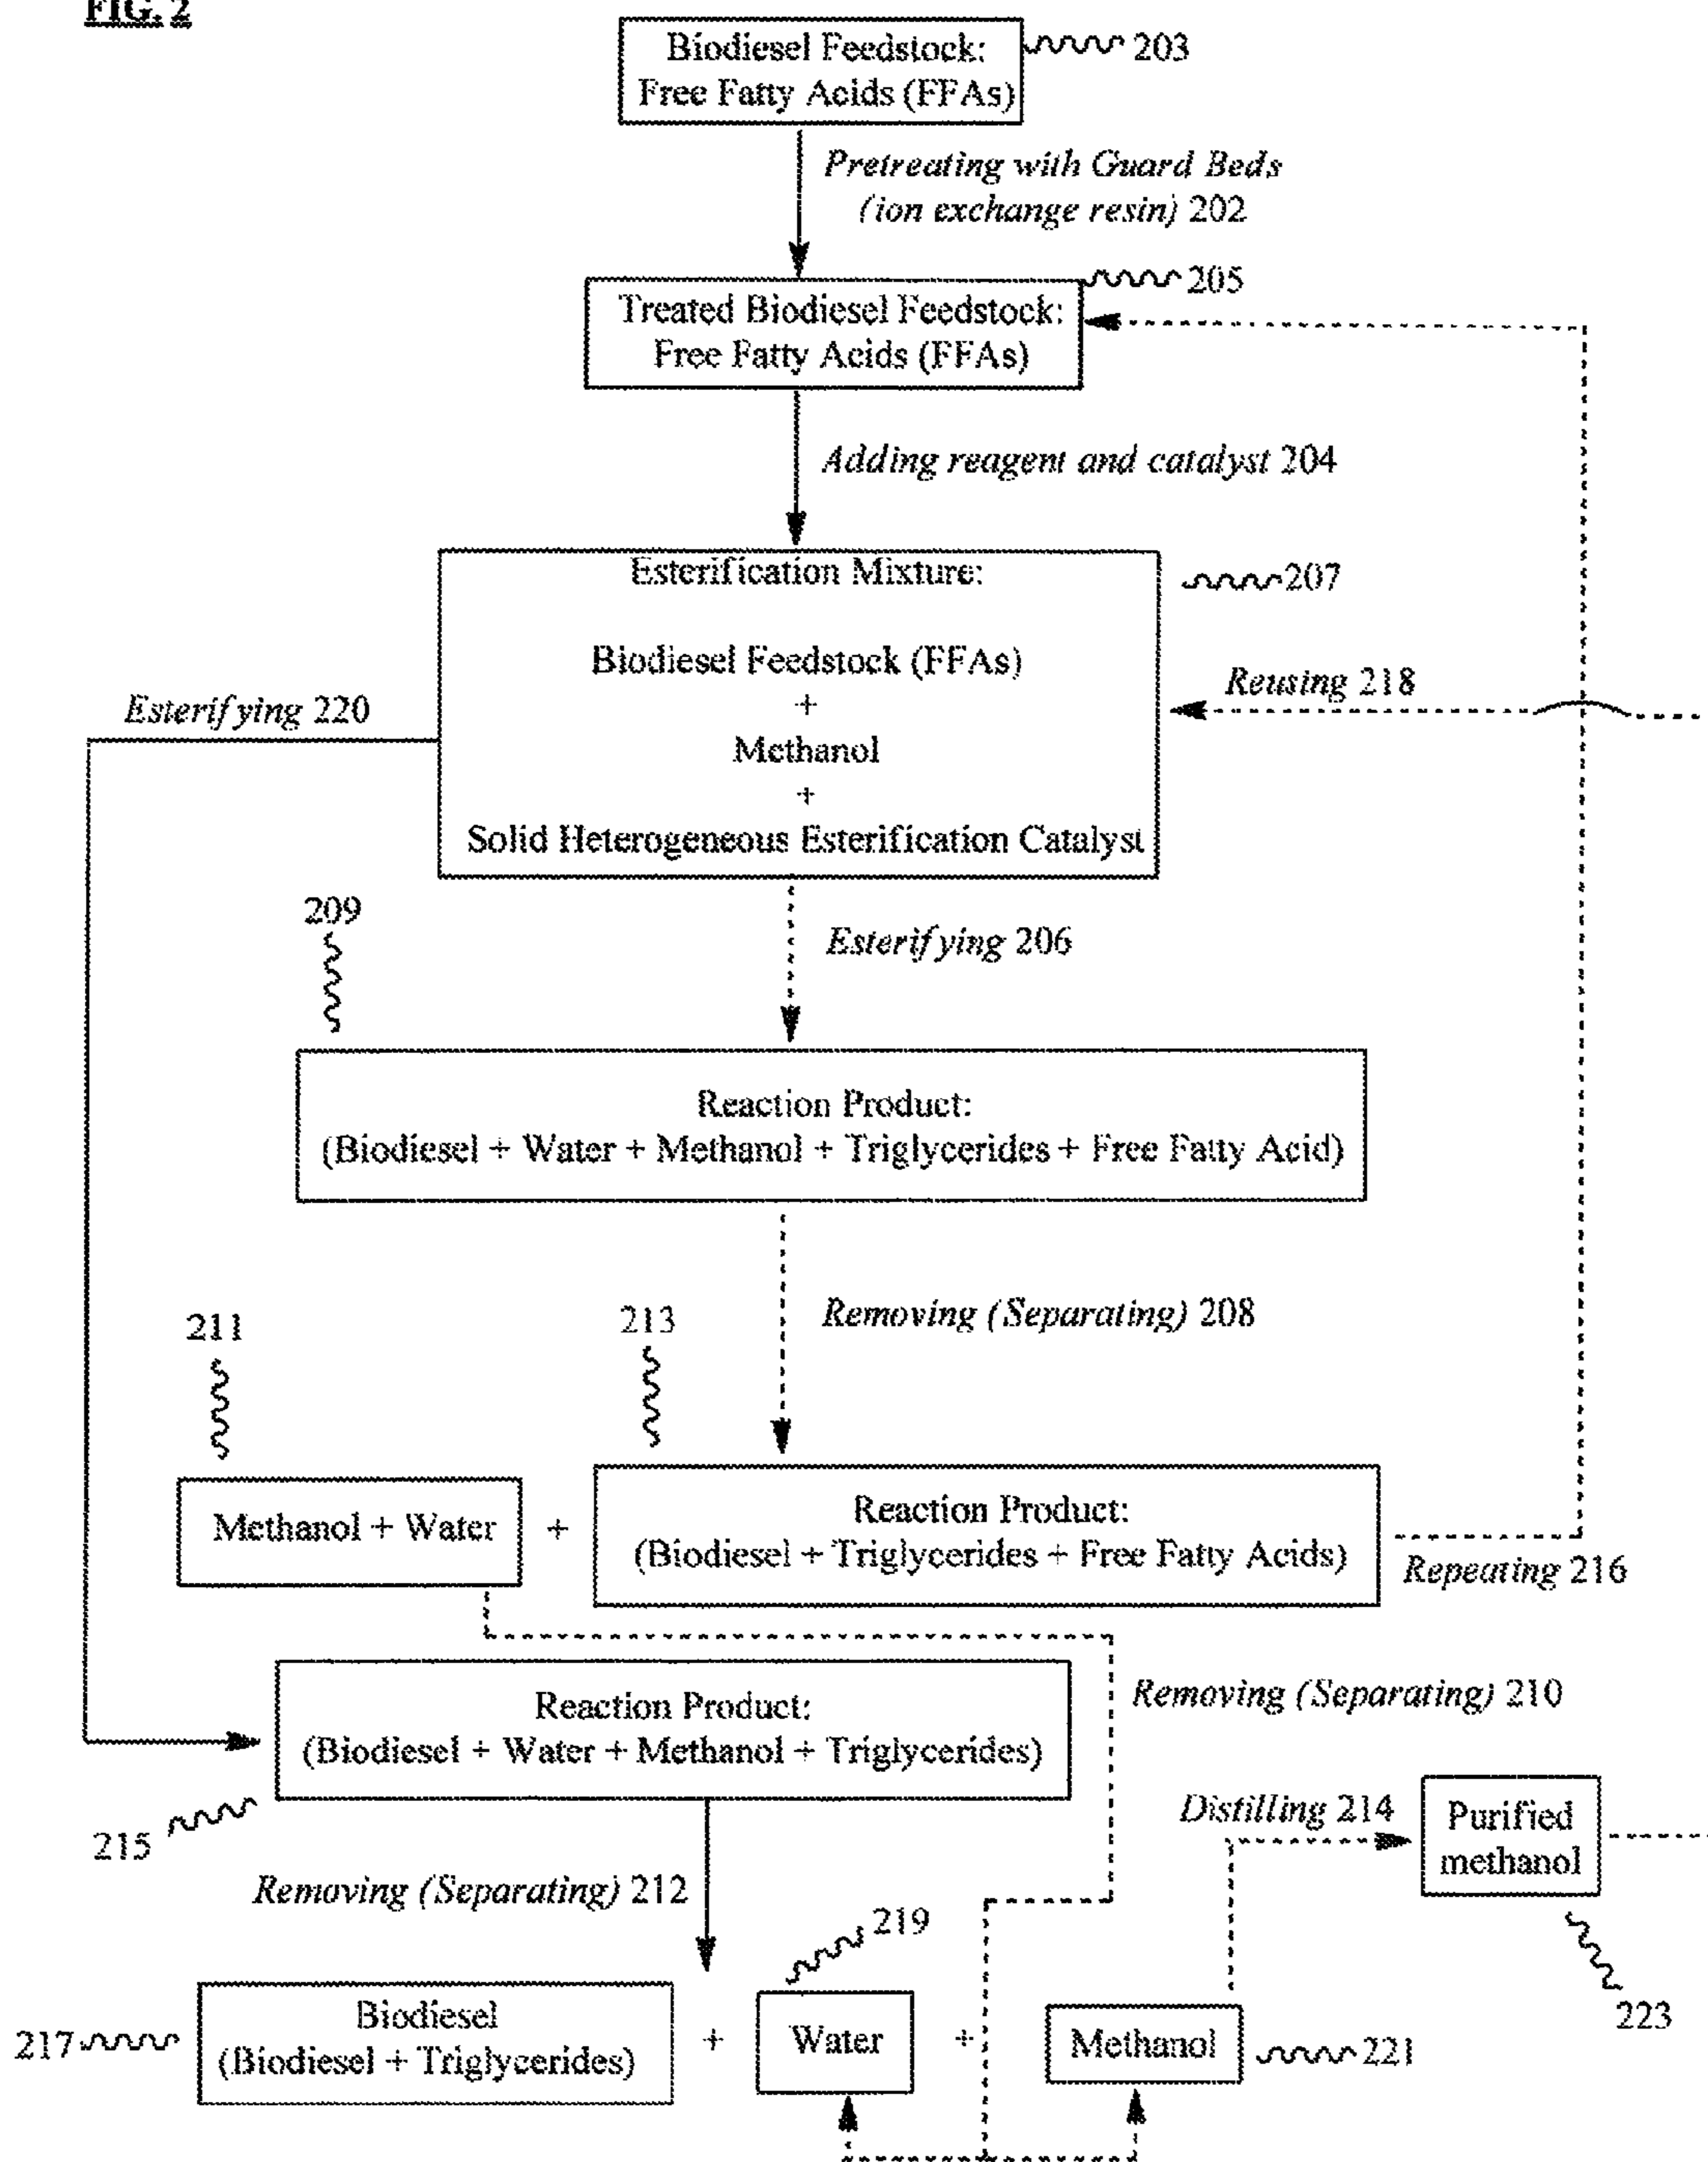 FIG. 2
Biodiesel Feedstock:
Free Fatty Acids (FFAs)
203
Pretreating with Guard Beds
(ion exchange resin) 202
205
Treated Biodiesel Feedstock:
Free Fatty Acids (FFAs)
Adding reagent and catalyst 204
Esterification Mixture:
207
Biodiesel Feedstock (FFAs)
+
Methanol
+
Solid Heterogeneous Esterification Catalyst
Reusing 218
Esterifying 220
209
Esterifying 206
Reaction Product:
(Biodiesel + Water + Methanol + Triglycerides + Free Fatty Acid)
Removing (Separating) 208
211
213
Methanol + Water
+
Reaction Product:
(Biodiesel + Triglycerides + Free Fatty Acids)
Repeating 216
Reaction Product:
(Biodiesel + Water + Methanol + Triglycerides)
Removing (Separating) 210
215
Removing (Separating) 212
Distilling 214
Purified
methanol
219
223
217
Biodiesel
(Biodiesel + Triglycerides)
+
Water
+
Methanol
221